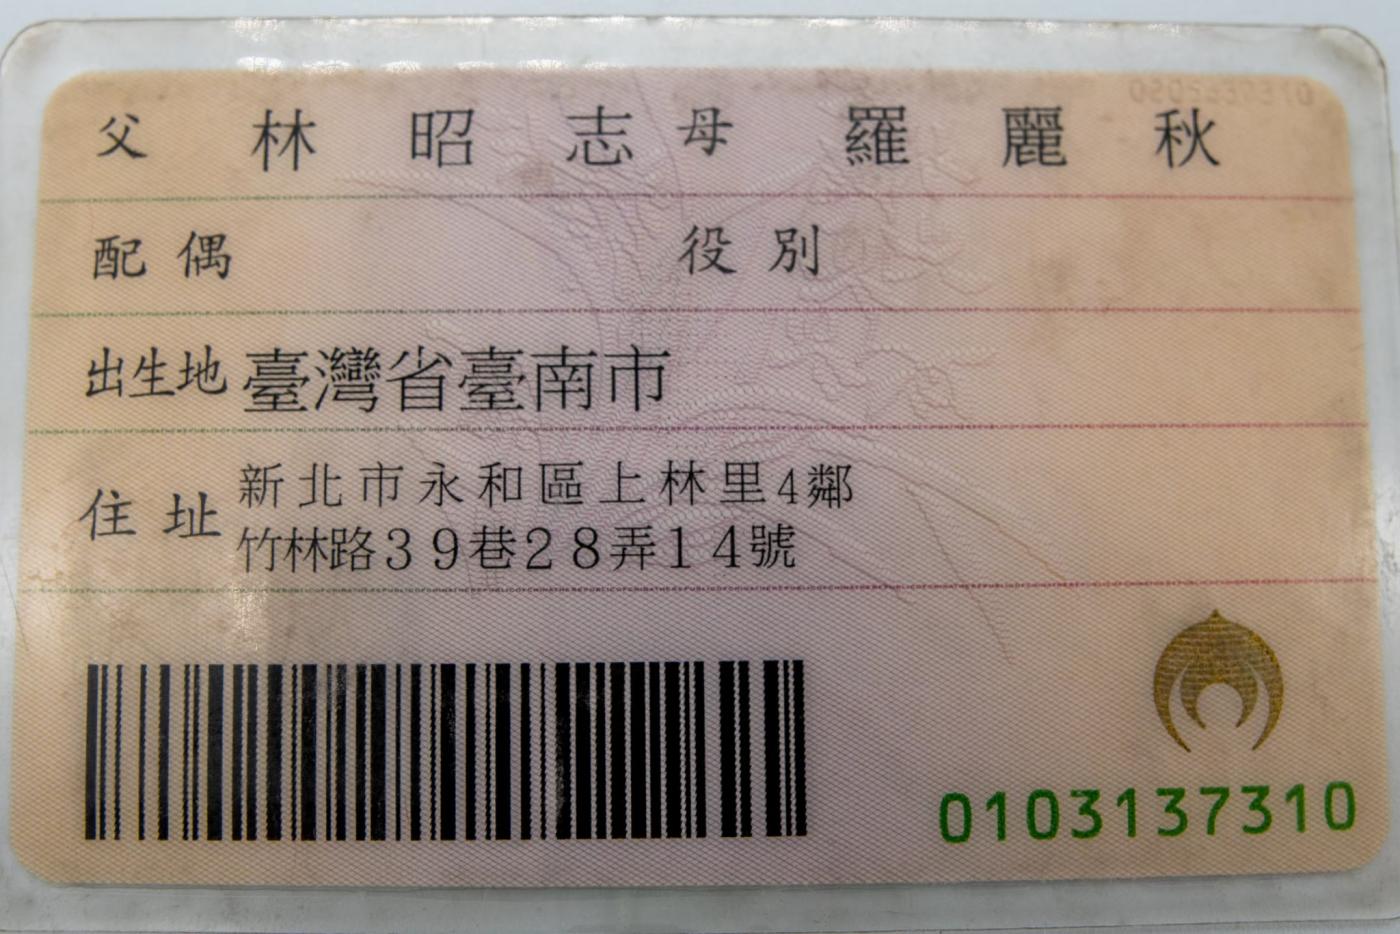 父 林昭志 母 羅麗秋
配偶 役別
出生地 臺灣省臺南市
住址 新北市永和區上林里4鄰
竹林路39巷28弄14號
0103137310